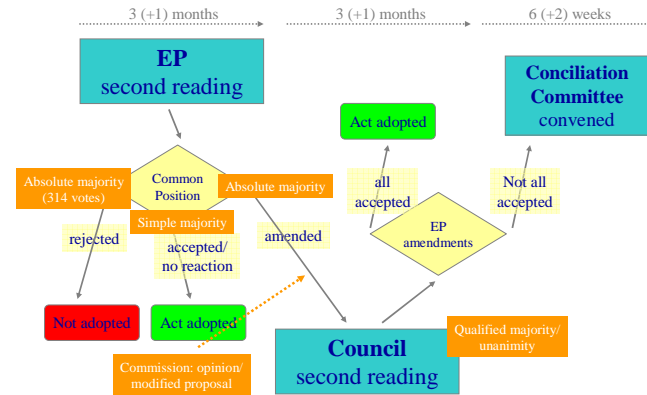 3 (+1) months
3 (+1) months
6 (+2) weeks
EP
second reading
Conciliation
Committee
convened
Act adopted
Absolute majority
(314 votes)
Common
Position
Absolute majority
Simple majority
all
accepted
Not all
accepted
rejected
accepted/
no reaction
amended
EP
amendments
Not adopted
Act adopted
Council
second reading
Qualified majority/
unanimity
Commission: opinion/
modified proposal